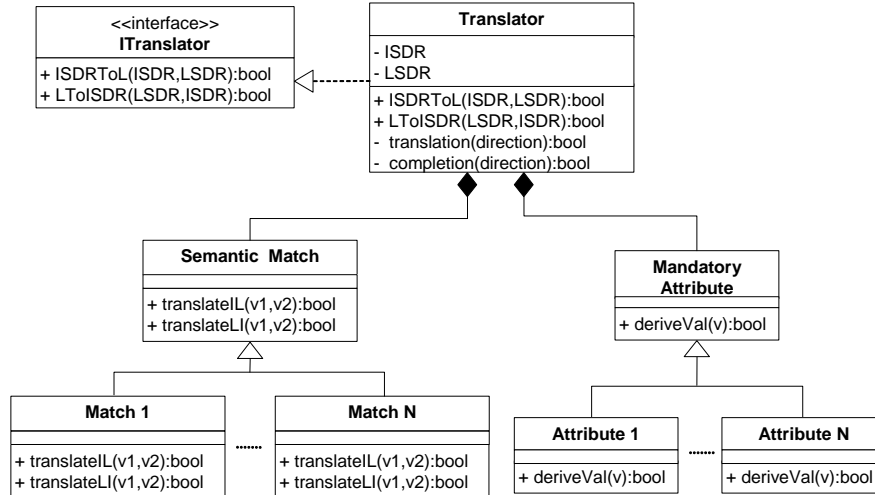 <<interface>>
ITranslator
+ ISDRToL(ISDR,LSDR):bool
+ LToISDR(LSDR,ISDR):bool
Translator
- ISDR
- LSDR
+ ISDRToL(ISDR,LSDR):bool
+ LToISDR(LSDR,ISDR):bool
- translation(direction):bool
- completion(direction):bool
Semantic Match
+ translateIL(v1,v2):bool
+ translateLI(v1,v2):bool
Mandatory
Attribute
+ deriveVal(v):bool
Match 1
+ translateIL(v1,v2):bool
+ translateLI(v1,v2):bool
.......
Match N
+ translateIL(v1,v2):bool
+ translateLI(v1,v2):bool
Attribute 1
+ deriveVal(v):bool
.......
Attribute N
+ deriveVal(v):bool